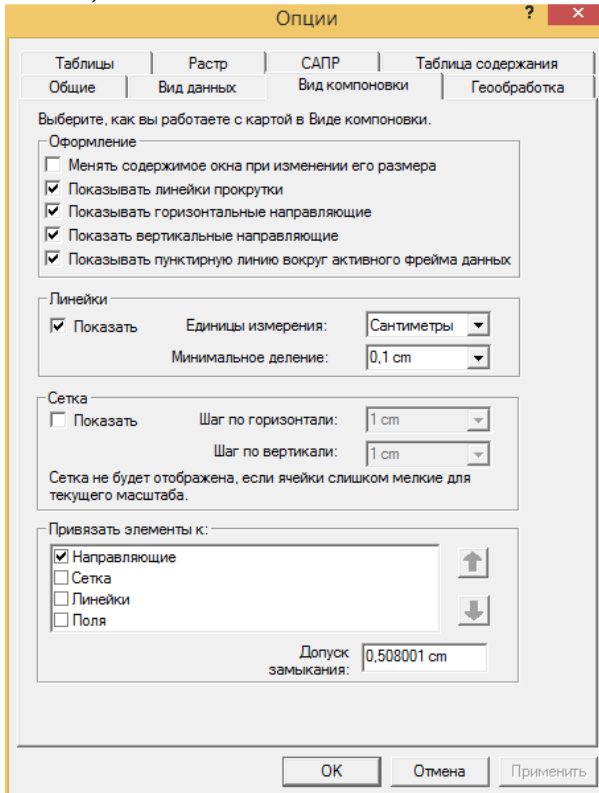 Опции
? ×
Таблицы Растр САПР Таблица содержания
Общие Вид данных Вид компоновки Геообработка
Выберите, как вы работаете с картой в Виде компоновки.
Оформление
Менять содержимое окна при изменении его размера
Показывать линейки прокрутки
Показывать горизонтальные направляющие
Показать вертикальные направляющие
Показывать пунктирную линию вокруг активного фрейма данных
Линейки
Показать Единицы измерения: Сантиметры
Минимальное деление: 0,1 cm
Сетка
Показать Шаг по горизонтали: 1 cm
Шаг по вертикали: 1 cm
Сетка не будет отображена, если ячейки слишком мелкие для
текущего масштаба.
Привязать элементы к:
Направляющие
Сетка
Линейки
Поля
Допуск
замыкания: 0,508001 cm
OK Отмена Применить